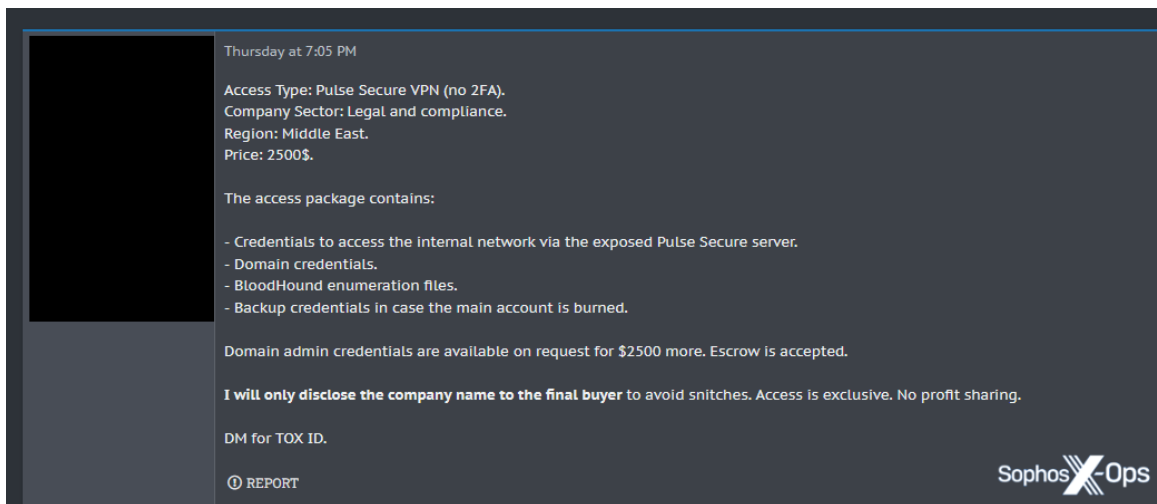 Thursday at 7:05 PM
Access Type: Pulse Secure VPN (no 2FA).
Company Sector: Legal and compliance.
Region: Middle East.
Price: 2500$.
The access package contains:
- Credentials to access the internal network via the exposed Pulse Secure server.
- Domain credentials.
- BloodHound enumeration files.
- Backup credentials in case the main account is burned.
Domain admin credentials are available on request for $2500 more. Escrow is accepted.
I will only disclose the company name to the final buyer to avoid snitches. Access is exclusive. No profit sharing.
DM for TOX ID.
REPORT
Sophos X-Ops